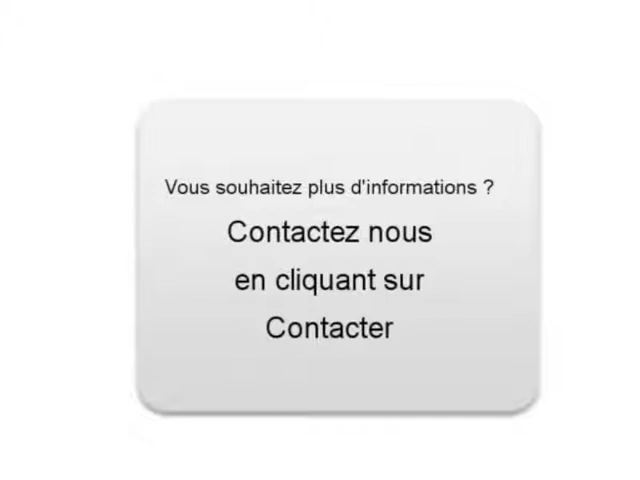 Vous souhaitez plus d'informations ?
Contactez nous
en cliquant sur
Contacter